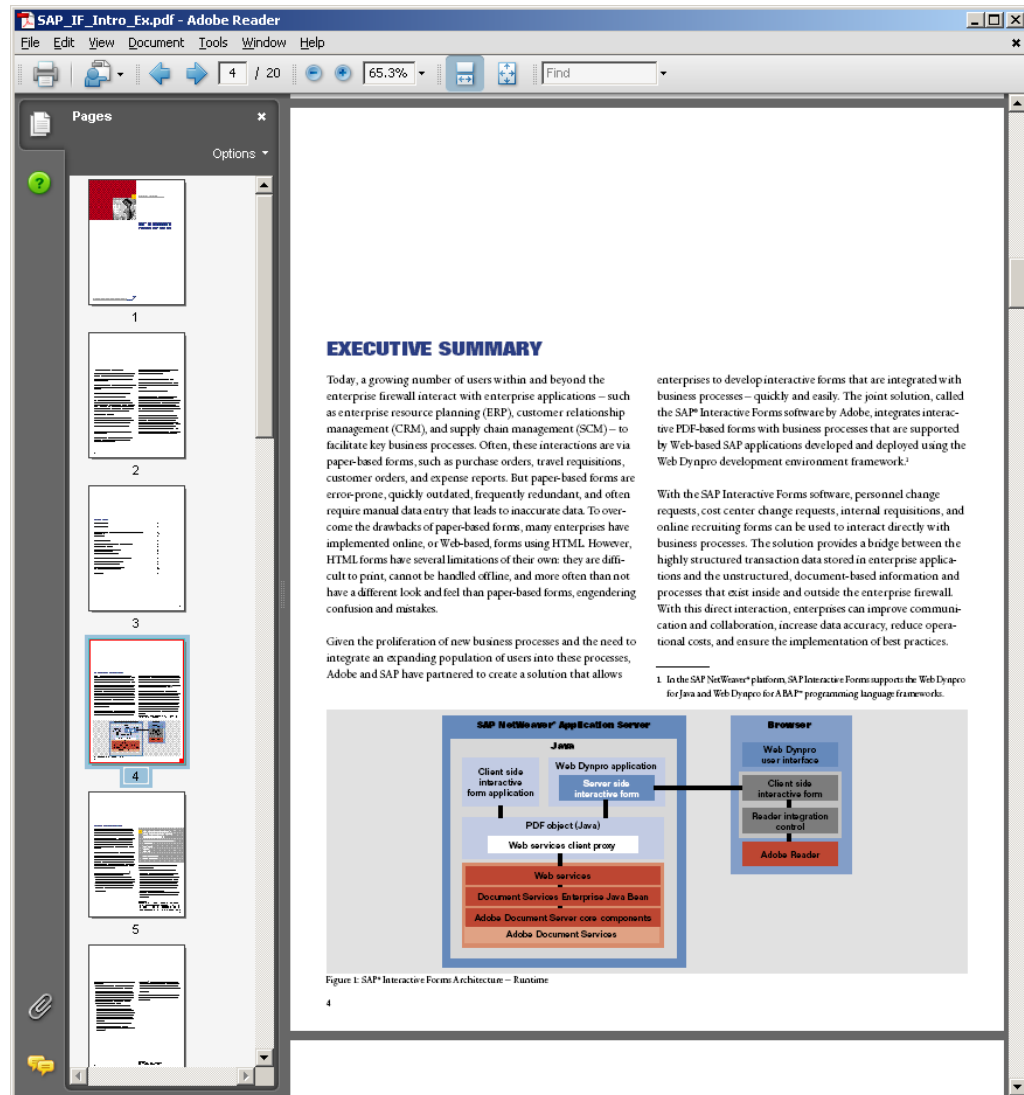 SAP_IF_Intro_Ex.pdf - Adobe Reader
File Edit View Document Tools Window Help
4 / 20 65.3% Find
Pages
Options
1
2
3
4
5
EXECUTIVE SUMMARY
Today, a growing number of users within and beyond the
enterprise firewall interact with enterprise applications – such
as enterprise resource planning (ERP), customer relationship
management (CRM), and supply chain management (SCM) – to
facilitate key business processes. Often, these interactions are via
paper-based forms, such as purchase orders, travel requisitions,
customer orders, and expense reports. But paper-based forms are
error-prone, quickly outdated, frequently redundant, and often
require manual data entry that leads to inaccurate data. To over-
come the drawbacks of paper-based forms, many enterprises have
implemented online, or Web-based, forms using HTML. However,
HTML forms have several limitations of their own: they are diffi-
cult to print, cannot be handled offline, and more often than not
have a different look and feel than paper-based forms, engendering
confusion and mistakes.
Given the proliferation of new business processes and the need to
integrate an expanding population of users into these processes,
Adobe and SAP have partnered to create a solution that allows
enterprises to develop interactive forms that are integrated with
business processes – quickly and easily. The joint solution, called
the SAP® Interactive Forms software by Adobe, integrates interac-
tive PDF-based forms with business processes that are supported
by Web-based SAP applications developed and deployed using the
Web Dynpro development environment framework.¹
With the SAP Interactive Forms software, personnel change
requests, cost center change requests, internal requisitions, and
online recruiting forms can be used to interact directly with
business processes. The solution provides a bridge between the
highly structured transaction data stored in enterprise applica-
tions and the unstructured, document-based information and
processes that exist inside and outside the enterprise firewall.
With this direct interaction, enterprises can improve communi-
cation and collaboration, increase data accuracy, reduce opera-
tional costs, and ensure the implementation of best practices.
1 In the SAP NetWeaver® platform, SAP Interactive Forms supports the Web Dynpro
for Java and Web Dynpro for ABAP™ programming language frameworks.
SAP NetWeaver® Application Server
Java
Client side
interactive
form application
Web Dynpro application
Server side
interactive form
PDF object (Java)
Web services client proxy
Web services
Document Services Enterprise Java Bean
Adobe Document Server core components
Adobe Document Services
Browser
Web Dynpro
user interface
Client side
interactive form
Reader integration
control
Adobe Reader
Figure 1: SAP® Interactive Forms Architecture – Runtime
4